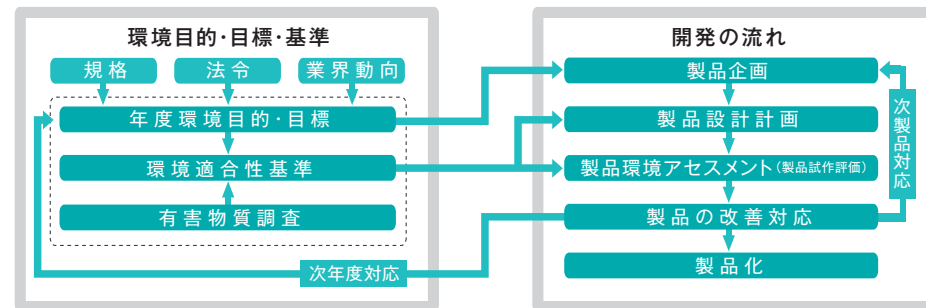 環境目的・目標・基準
規格
法令
業界動向
年度環境目的・目標
環境適合性基準
有害物質調査
次年度対応
開発の流れ
製品企画
製品設計計画
製品環境アセスメント（製品試作評価）
製品の改善対応
製品化
次製品対応